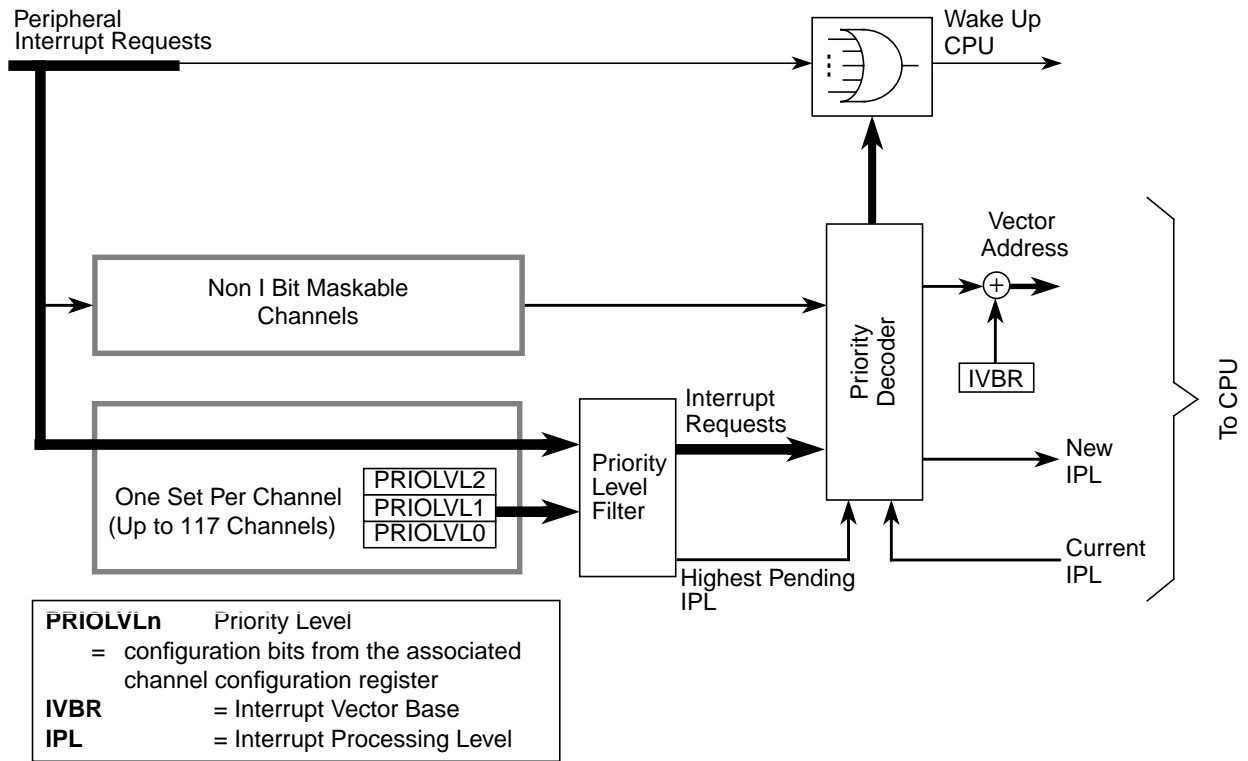 Peripheral
Interrupt Requests
Wake Up
CPU
Vector
Address
Non I Bit Maskable
Channels
Priority
Decoder
IVBR
To CPU
Interrupt
Requests
Priority
Level
Filter
PRIOLVL2
PRIOLVL1
PRIOLVL0
One Set Per Channel
(Up to 117 Channels)
New
IPL
Current
IPL
Highest Pending
IPL
PRIOLVLn Priority Level
= configuration bits from the associated
channel configuration register
IVBR = Interrupt Vector Base
IPL = Interrupt Processing Level